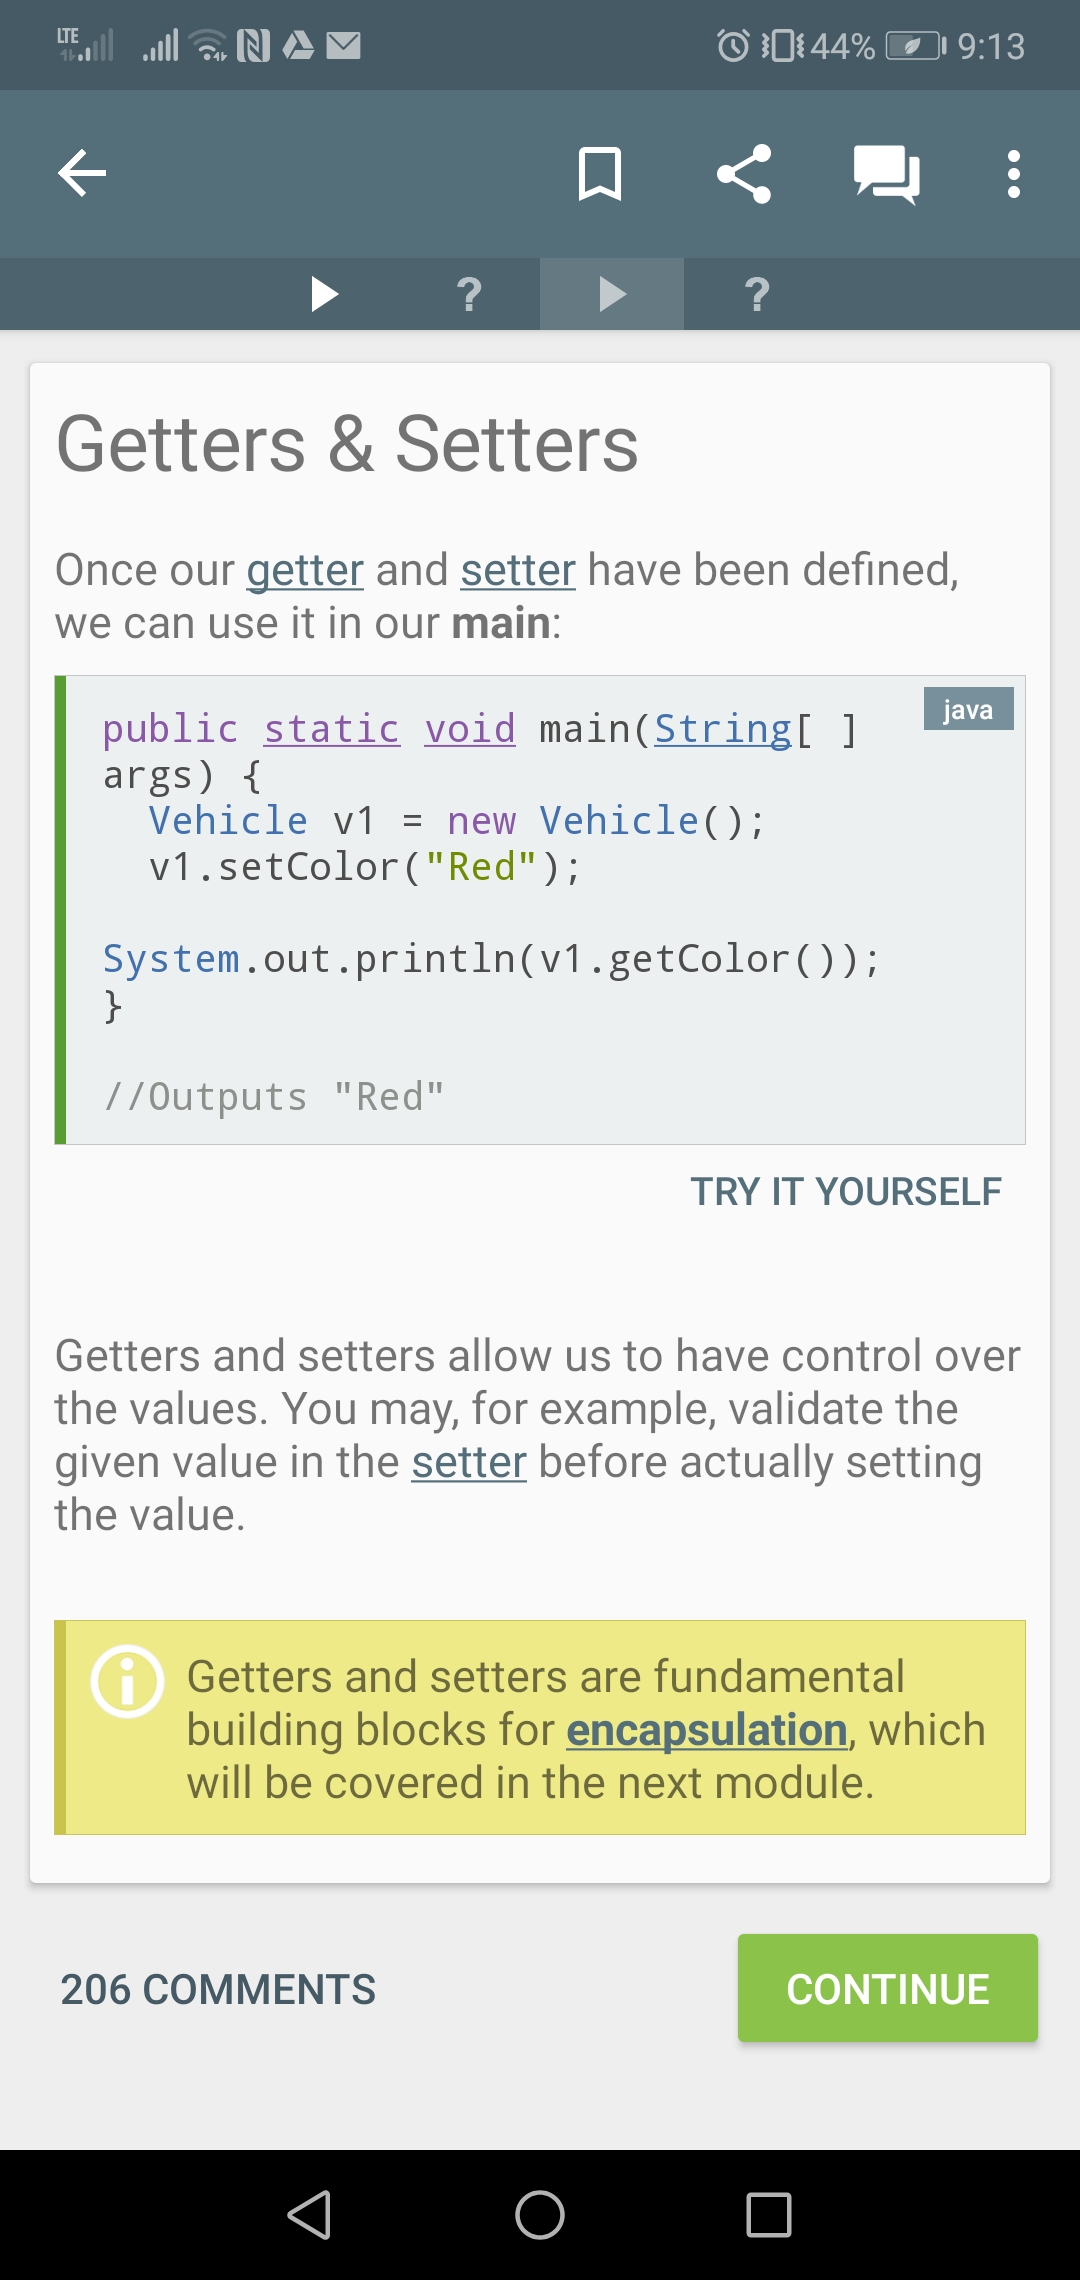 LTE
44% 9:13
? ?
Getters & Setters
Once our getter and setter have been defined,
we can use it in our main:
java
public static void main(String[ ]
args) {
  Vehicle v1 = new Vehicle();
  v1.setColor("Red");
System.out.println(v1.getColor());
}
//Outputs "Red"
TRY IT YOURSELF
Getters and setters allow us to have control over
the values. You may, for example, validate the
given value in the setter before actually setting
the value.
Getters and setters are fundamental
building blocks for encapsulation, which
will be covered in the next module.
206 COMMENTS
CONTINUE